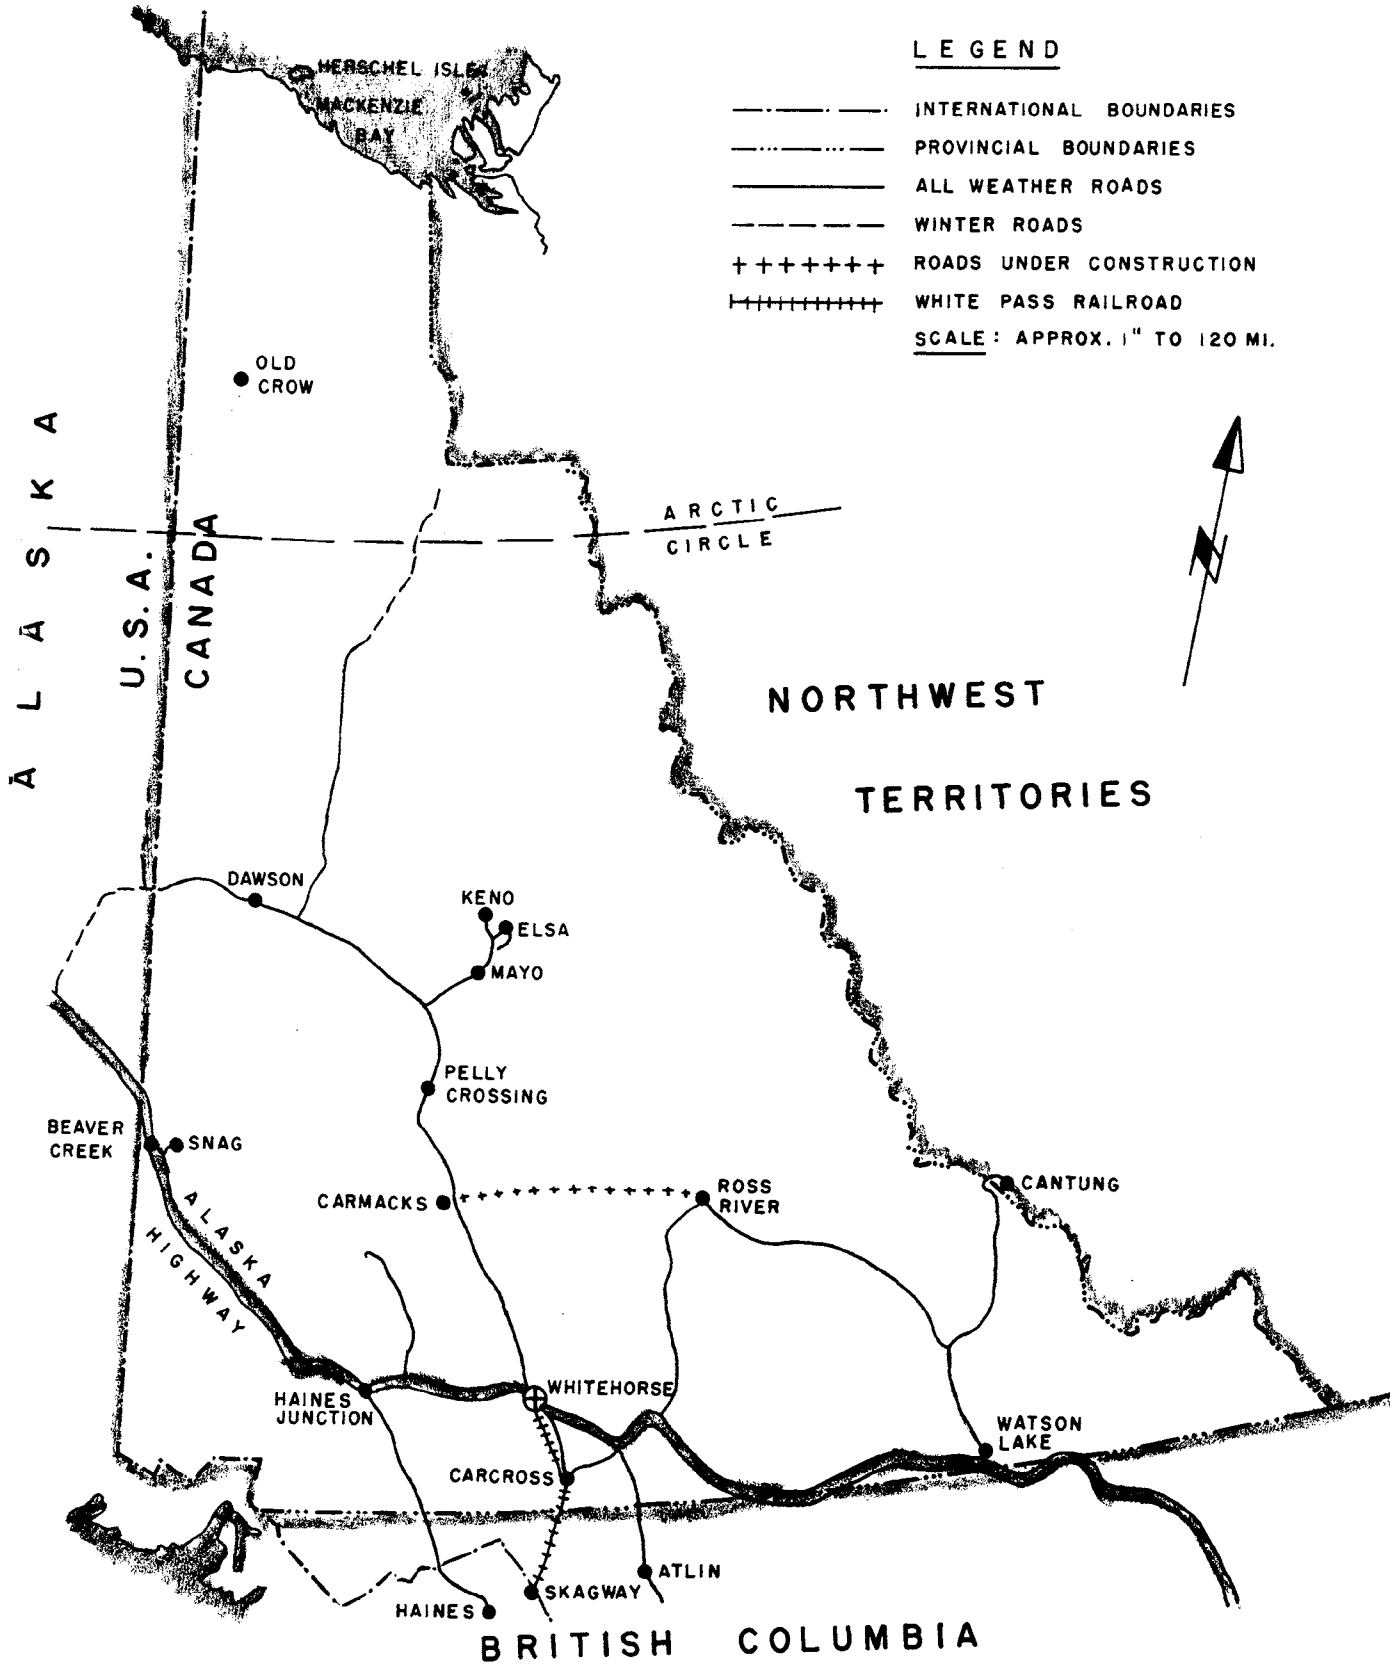 HERSCHEL ISLE
MACKENZIE
BAY
LEGEND
INTERNATIONAL BOUNDARIES
PROVINCIAL BOUNDARIES
ALL WEATHER ROADS
WINTER ROADS
ROADS UNDER CONSTRUCTION
WHITE PASS RAILROAD
SCALE: APPROX. 1" TO 120 MI.
OLD
CROW
ALASKA
U.S.A.
CANADA
ARCTIC
CIRCLE
N
NORTHWEST
TERRITORIES
DAWSON
KENO
ELSA
MAYO
PELLY
CROSSING
BEAVER
CREEK
SNAG
CARMACKS
ROSS
RIVER
CANTUNG
ALASKA
HIGHWAY
HAINES
JUNCTION
WHITEHORSE
WATSON
LAKE
CARCROSS
ATLIN
SKAGWAY
HAINES
BRITISH COLUMBIA